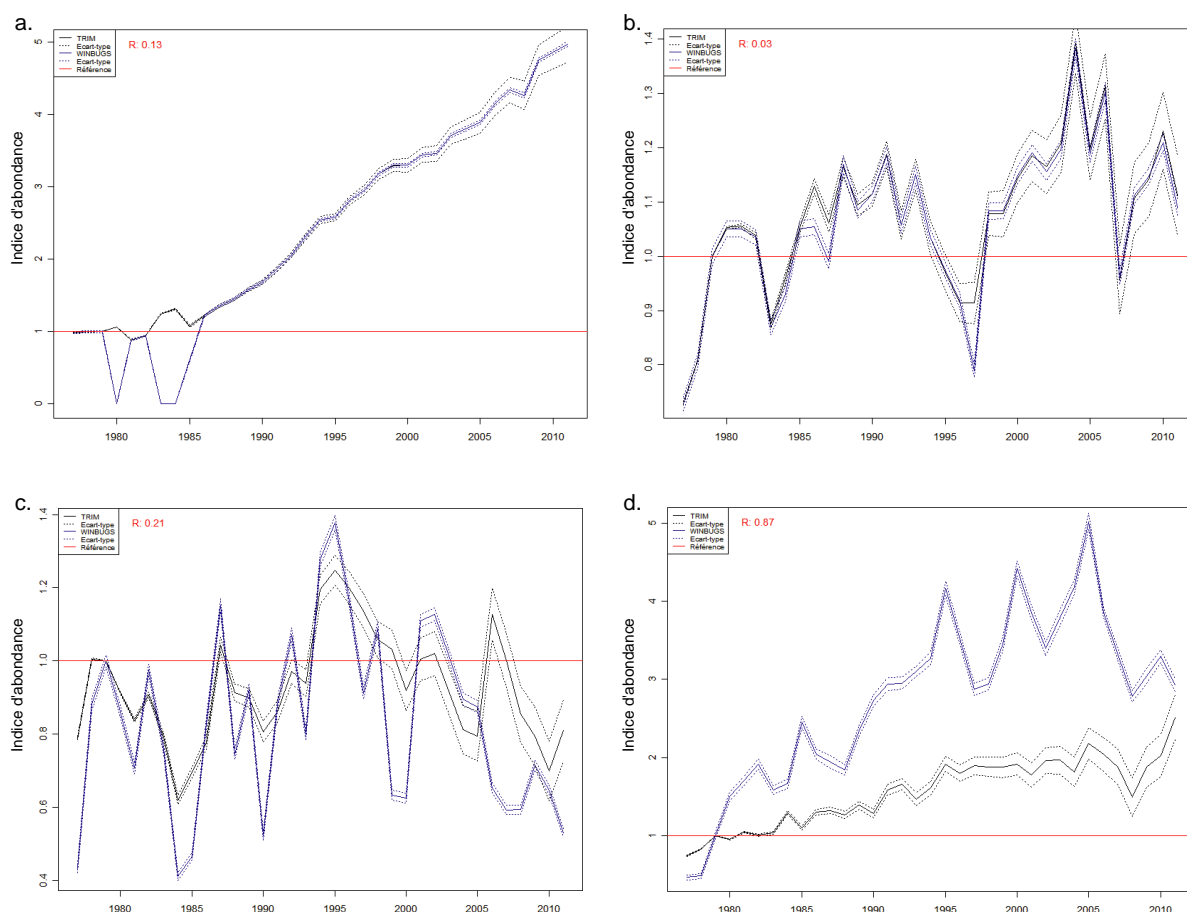 a.
TRIM
Ecart-type
WINBUGS
Ecart-type
Référence
R: 0.13
Indice d'abondance
5
4
3
2
1
0
1980 1985 1990 1995 2000 2005 2010
b.
TRIM
Ecart-type
WINBUGS
Ecart-type
Référence
R: 0.03
Indice d'abondance
1.4
1.3
1.2
1.1
1.0
0.9
0.8
1980 1985 1990 1995 2000 2005 2010
c.
TRIM
Ecart-type
WINBUGS
Ecart-type
Référence
R: 0.21
Indice d'abondance
1.4
1.2
1.0
0.8
0.6
0.4
1980 1985 1990 1995 2000 2005 2010
d.
TRIM
Ecart-type
WINBUGS
Ecart-type
Référence
R: 0.87
Indice d'abondance
5
4
3
2
1
1980 1985 1990 1995 2000 2005 2010